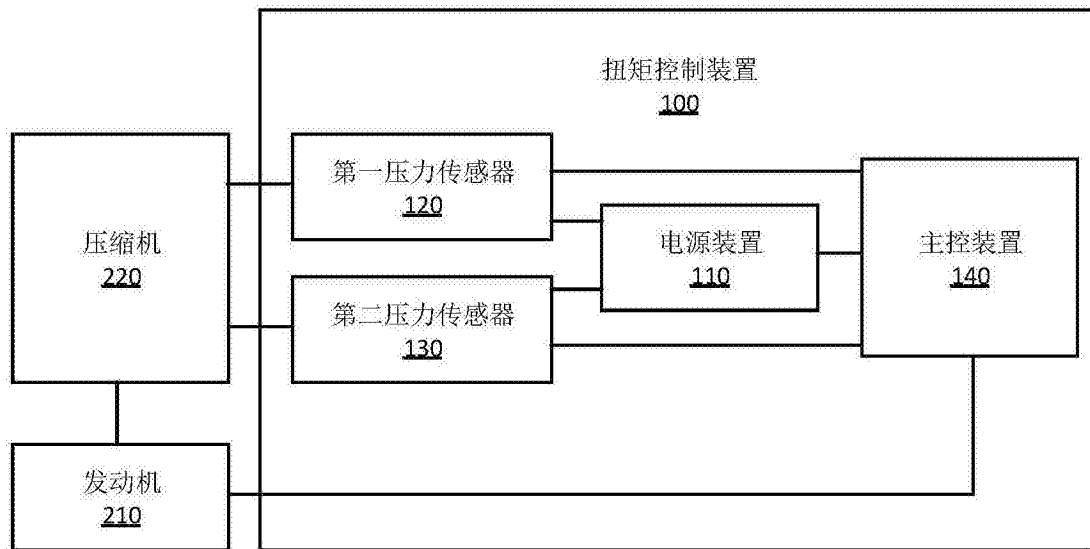 扭矩控制装置
100
第一压力传感器
120
压缩机
220
电源装置
110
主控装置
140
第二压力传感器
130
发动机
210